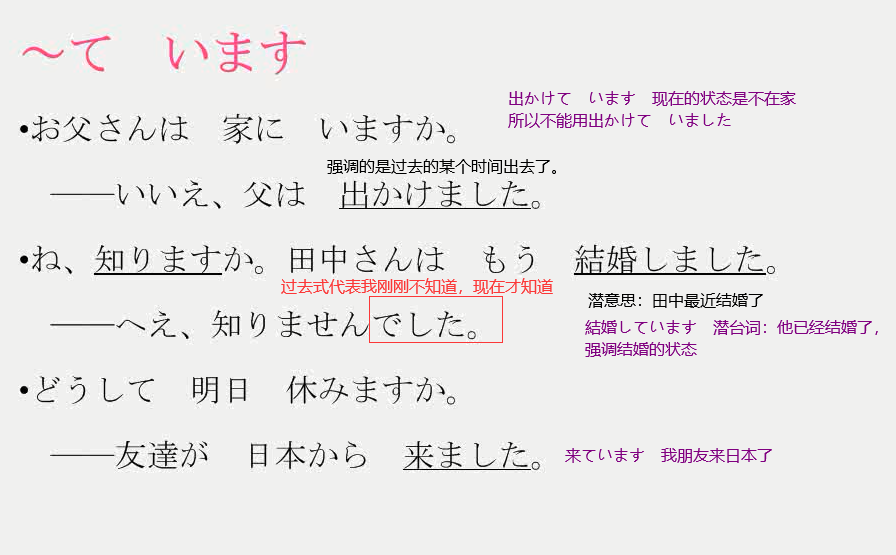 ～て　います
出かけて　います　现在的状态是不在家
所以不能用出かけて　いました
•お父さんは　家に　いますか。
强调的是过去的某个时间出去了。
——いいえ、父は　出かけました。
•ね、知りますか。田中さんは　もう　結婚しました。
过去式代表我刚刚不知道，现在才知道
潜意思：田中最近结婚了
——へえ、知りませんでした。
結婚しています　潜台词：他已经结婚了，
强调结婚的状态
•どうして　明日　休みますか。
——友達が　日本から　来ました。
来ています　我朋友来日本了